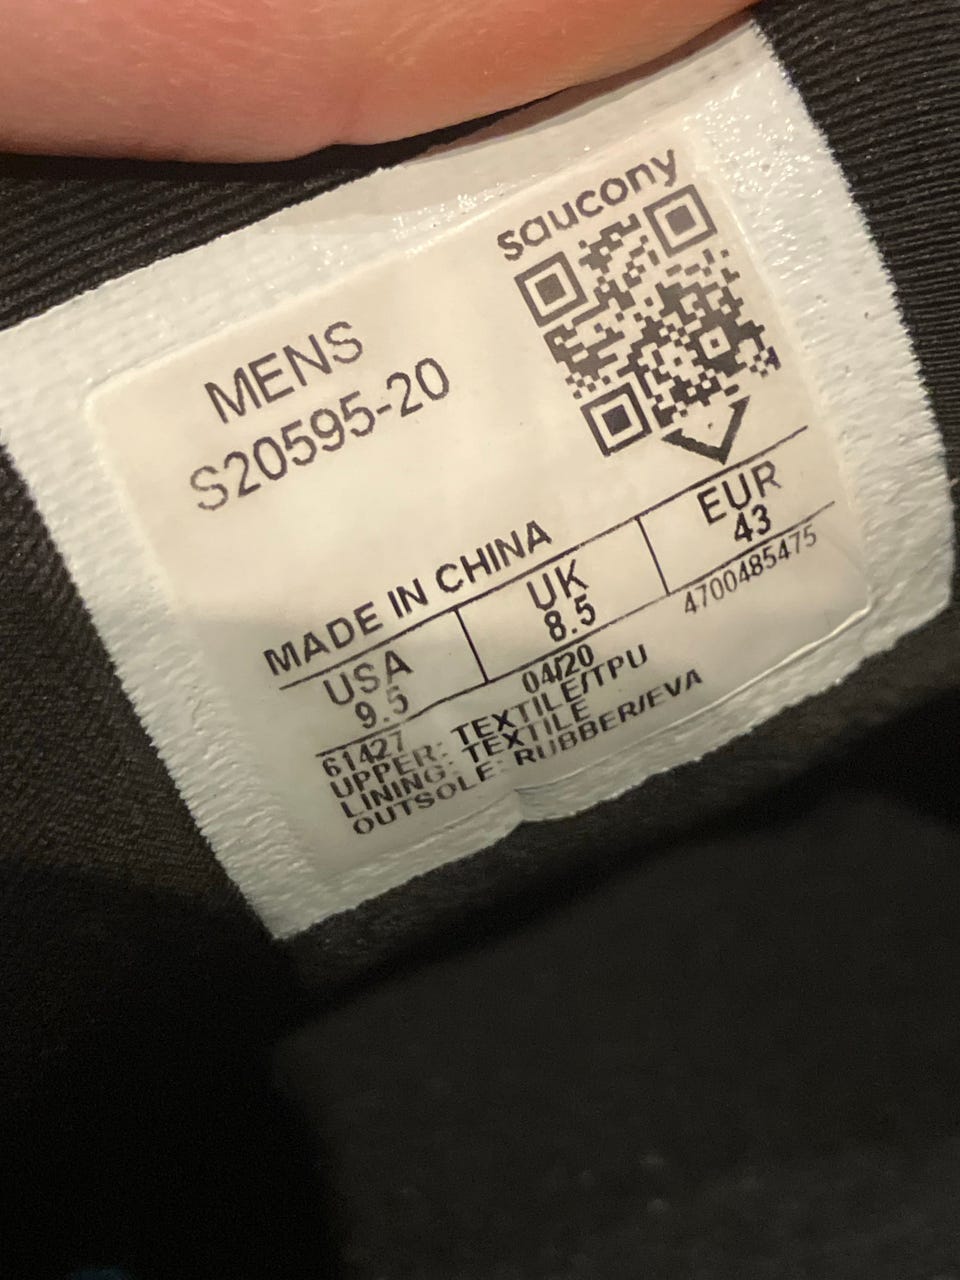 saucony
MENS
S20595-20
MADE IN CHINA
USA UK EUR
9.5 8.5 43
61427 04/20 4700485475
UPPER: TEXTILE/TPU
LINING: TEXTILE
OUTSOLE: RUBBER/EVA